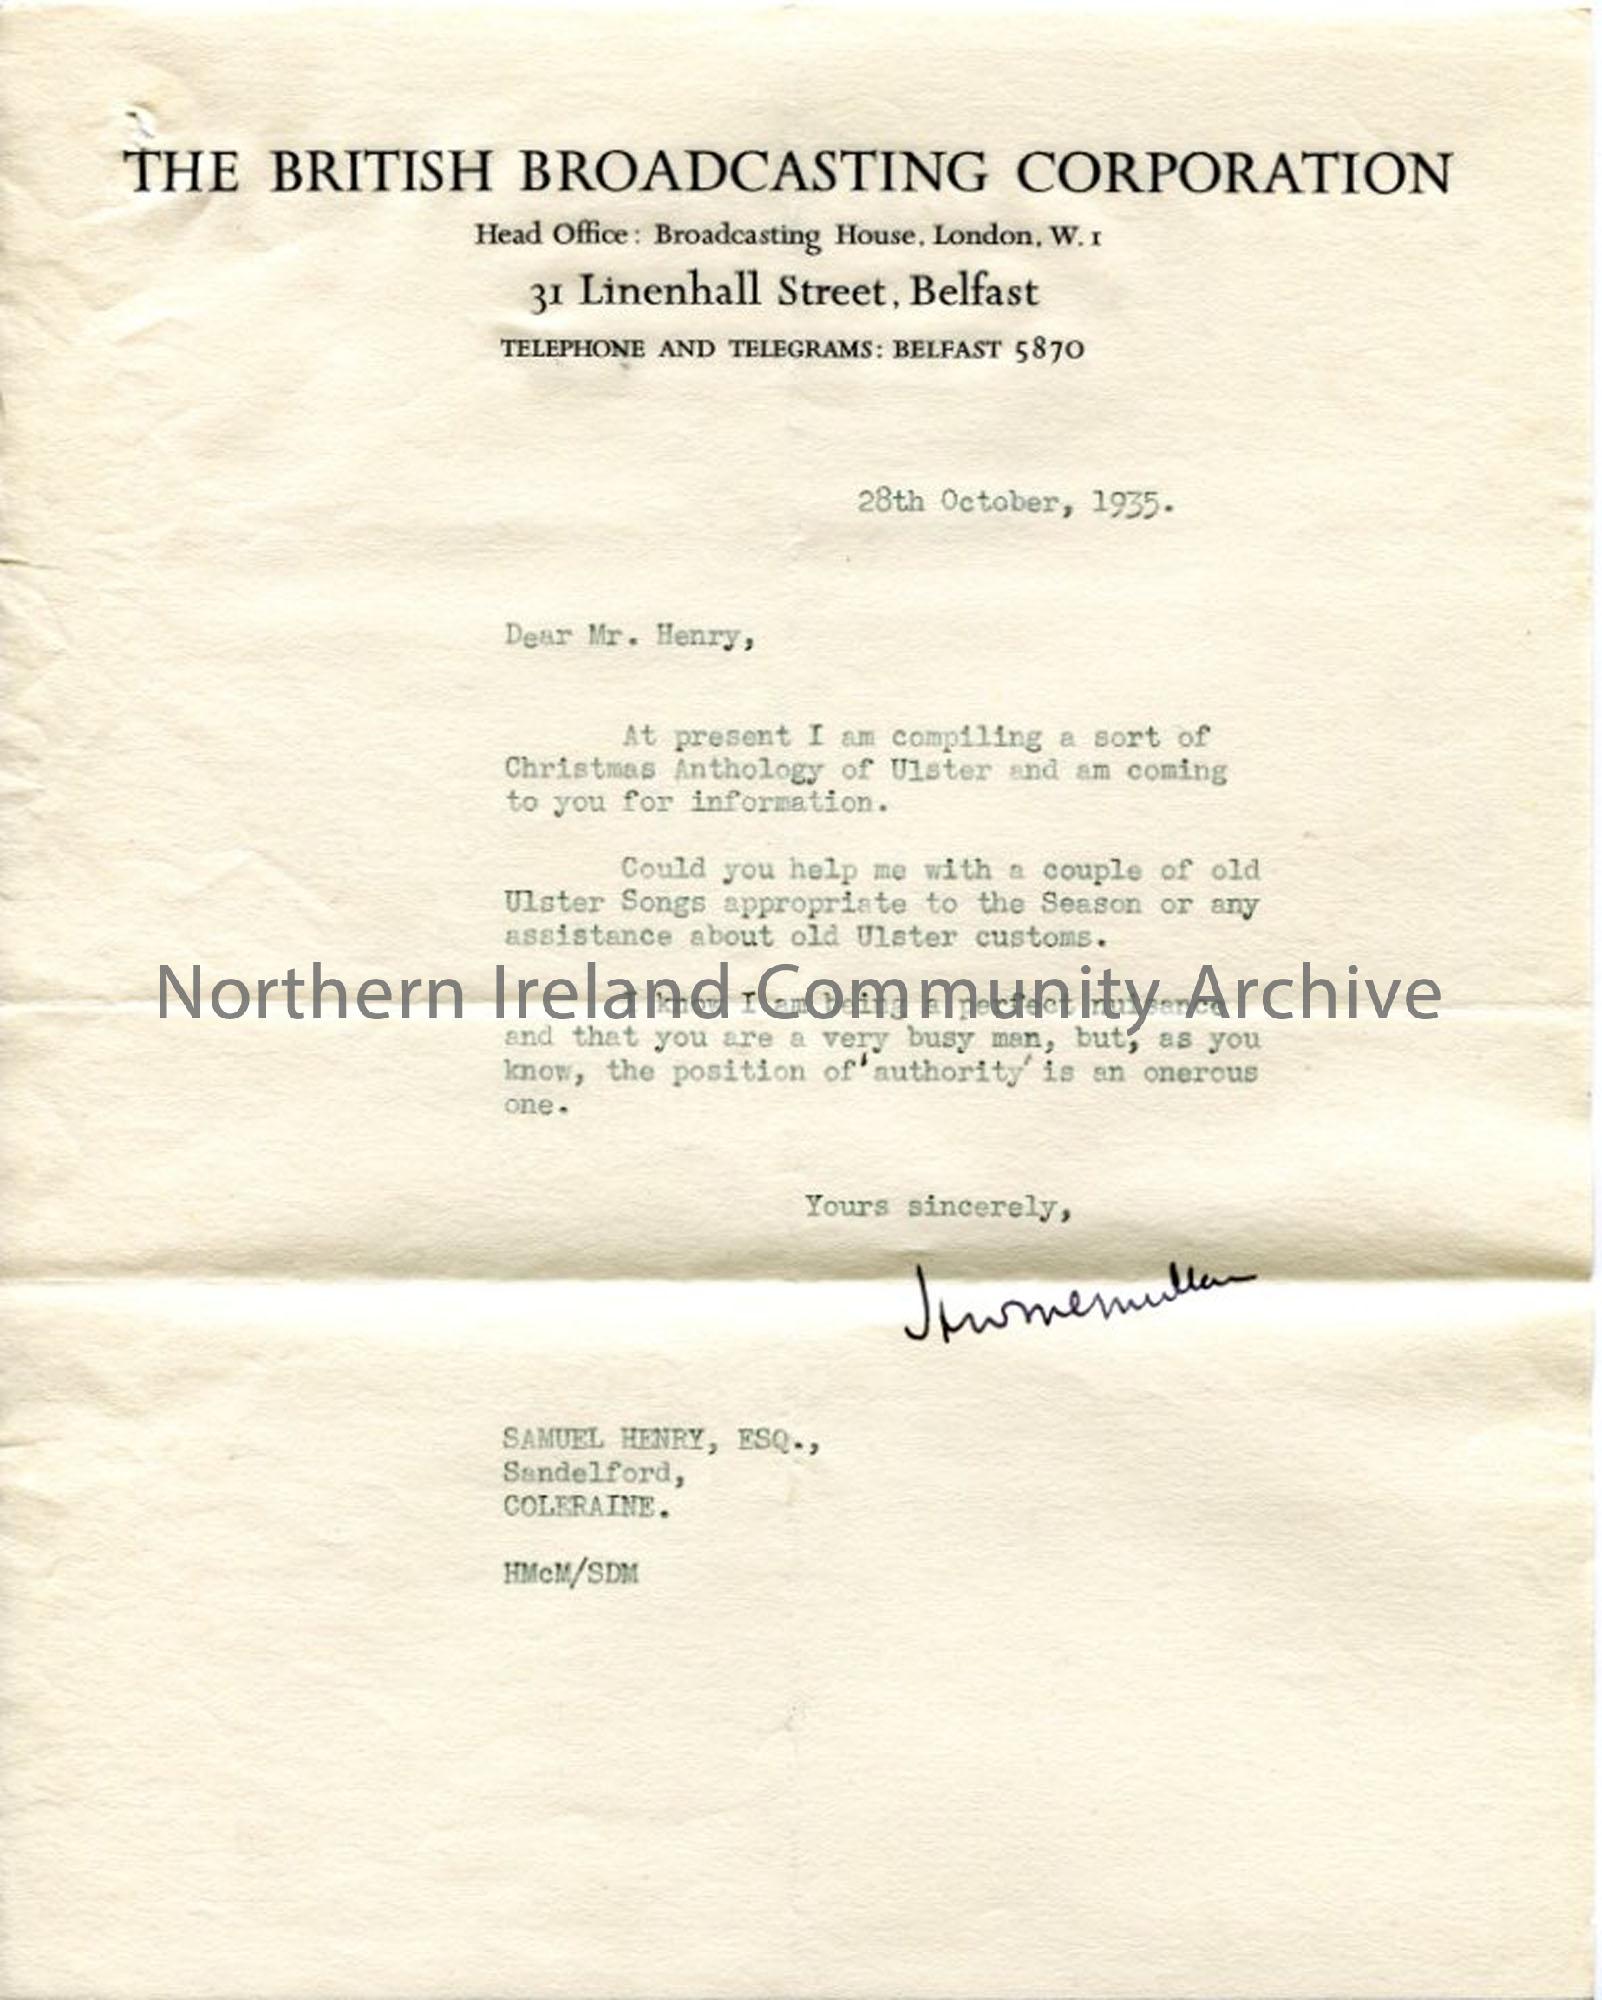 THE BRITISH BROADCASTING CORPORATION
Head Office: Broadcasting House, London, W. 1
31 Linenhall Street, Belfast
TELEPHONE AND TELEGRAMS: BELFAST 5870
28th October, 1935.
Dear Mr. Henry,
At present I am compiling a sort of
Christmas Anthology of Ulster and am coming
to you for information.
Could you help me with a couple of old
Ulster Songs appropriate to the Season or any
assistance about old Ulster customs.
Northern Ireland Community Archive
I know I am being a perfect nuisance
and that you are a very busy man, but, as you
know, the position of 'authority' is an onerous
one.
Yours sincerely,
SAMUEL HENRY, ESQ.,
Sandelford,
COLERAINE.
HMcM/SDM